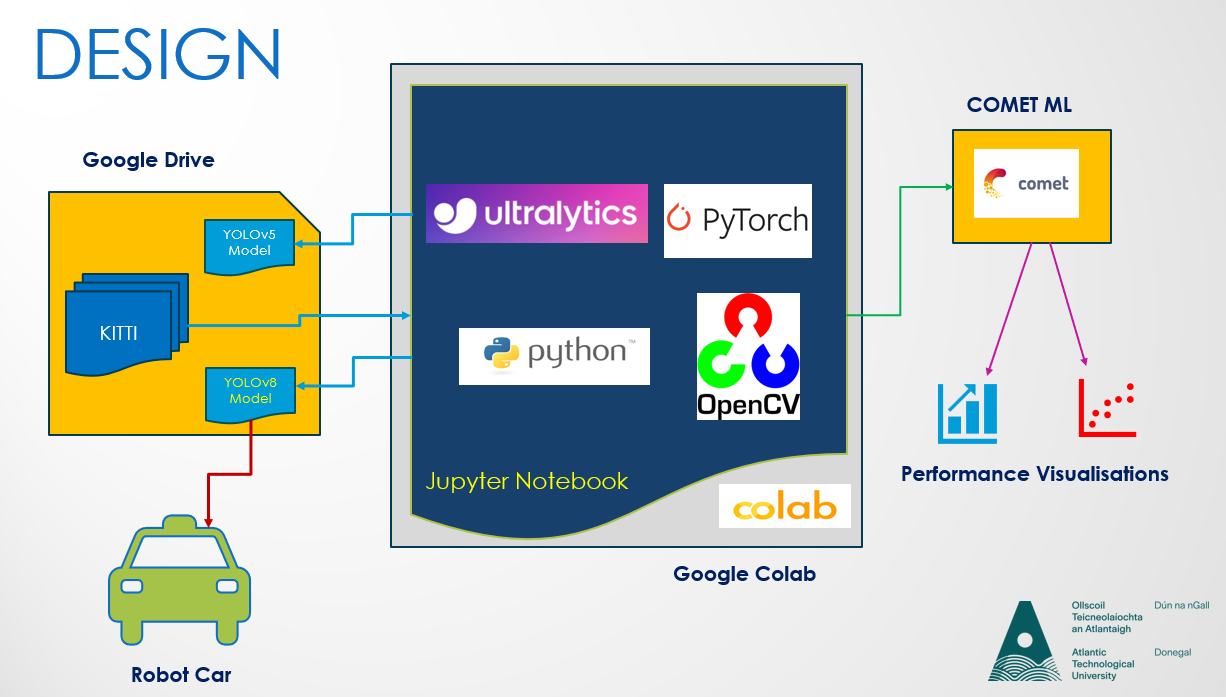 DESIGN
Google Drive
YOLOv5
Model
KITTI
YOLOv8
Model
Robot Car
ultralytics
PyTorch
python™
OpenCV
Jupyter Notebook
colab
Google Colab
COMET ML
comet
Performance Visualisations
Ollscoil
Teicneolaíochta
an Atlantaigh
Dún na nGall
Atlantic
Technological
University
Donegal